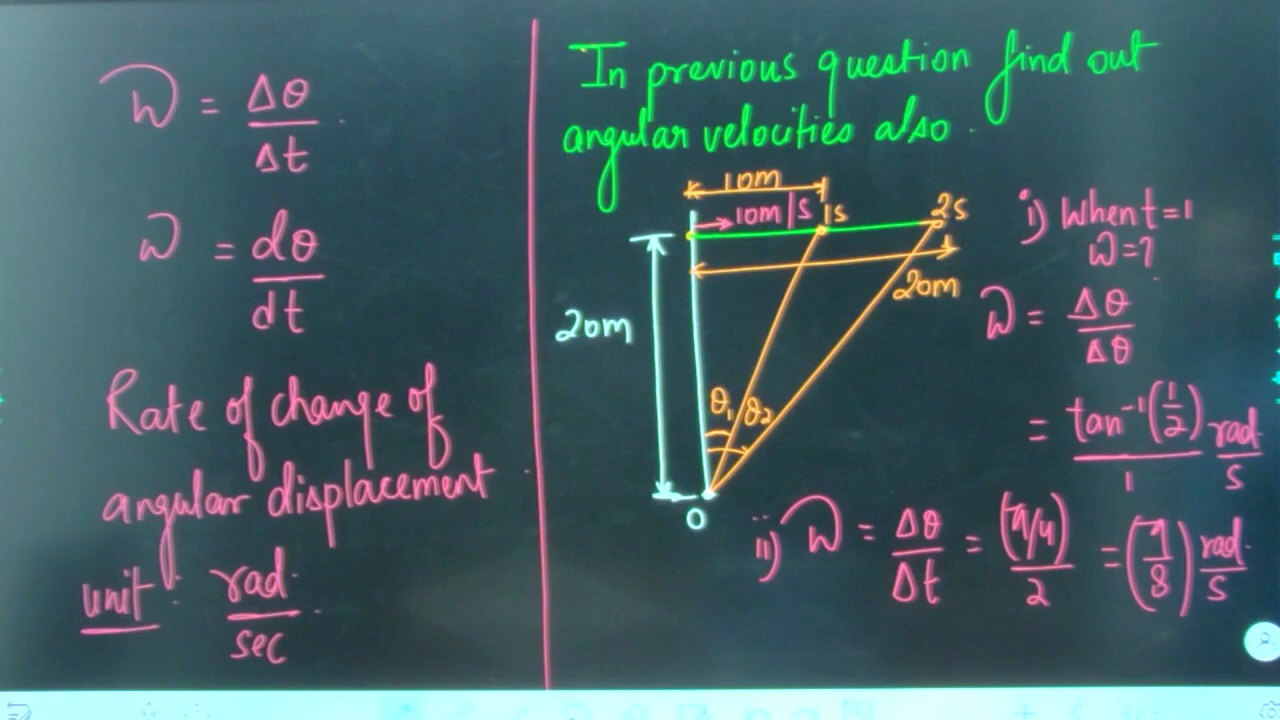 ω = Δθ/Δt
ω = dθ/dt
Rate of change of
angular displacement
unit: rad/sec
In previous question find out
angular velocities also.
10m
10m/s 1s 2s
20m
20m
θ₁ θ₂
O
i) When t=1
ω=?
ω = Δθ/Δθ
= tan⁻¹(1/2)/1 rad/s
ii) ω = Δθ/Δt = (π/4)/2 = (π/8) rad/s